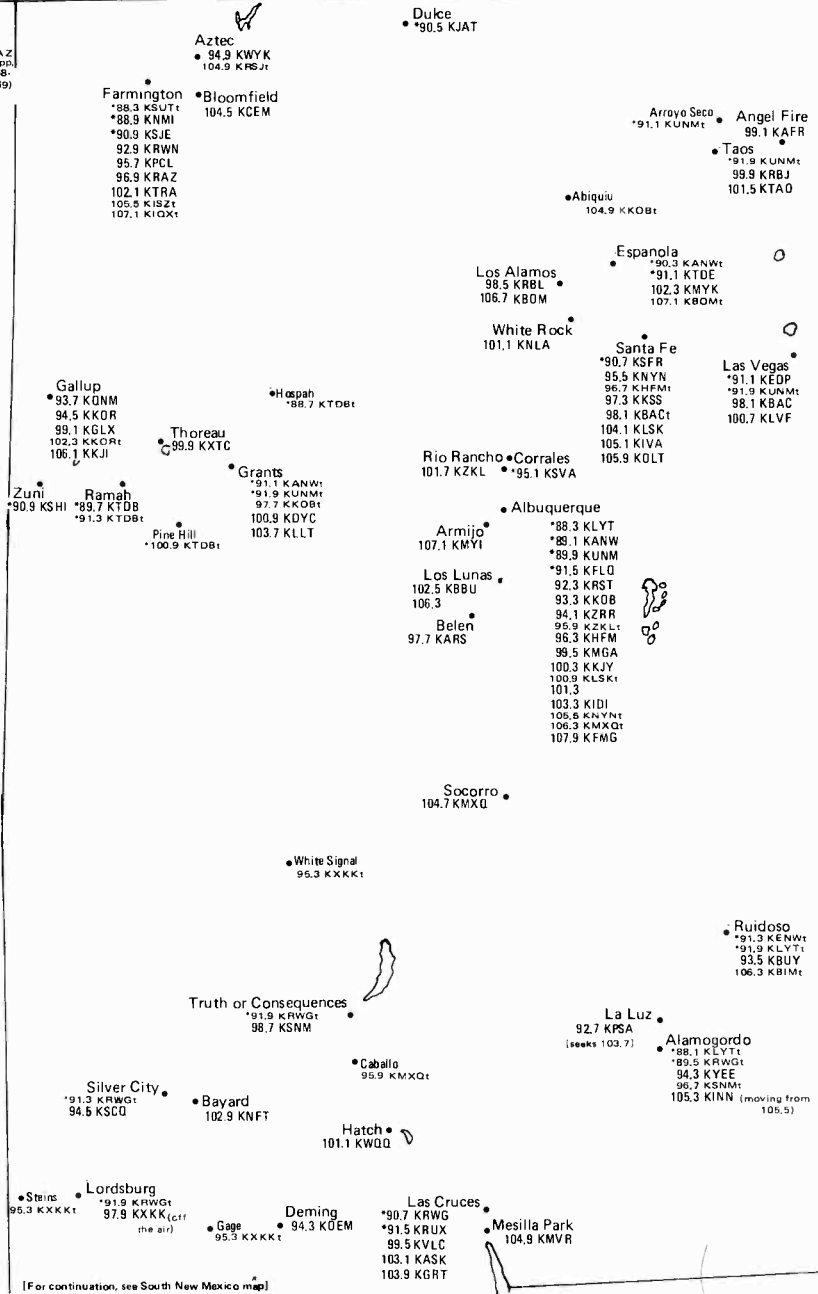 AZ
pp.
8-
69)
Dulce
*90.5 KJAT
Aztec
94.9 KWYK
104.9 KRSJt
Farmington
*88.3 KSUTt
*88.9 KNMI
*90.9 KSJE
92.9 KRWN
95.7 KPCL
96.9 KRAZ
102.1 KTRA
105.5 KISZt
107.1 KIQXt
Bloomfield
104.5 KCEM
Arroyo Seco
*91.1 KUNMt
Angel Fire
99.1 KAFR
Taos
*91.9 KUNMt
99.9 KRBJ
101.5 KTAO
Abiquiu
104.9 KKOBt
Espanola
*90.3 KANWt
*91.1 KTDE
102.3 KMYK
107.1 KBOMt
Los Alamos
98.5 KRBL
106.7 KBOM
White Rock
101.1 KNLA
Santa Fe
*90.7 KSFR
95.5 KNYN
96.7 KHFMt
97.3 KKSS
98.1 KBACt
104.1 KLSK
105.1 KIVA
105.9 KOLT
Las Vegas
*91.1 KEDP
*91.9 KUNMt
98.1 KBAC
100.7 KLVF
Gallup
*93.7 KQNM
94.5 KKOR
99.1 KGLX
102.3 KKORt
106.1 KKJI
Hospah
*88.7 KTDBt
Thoreau
99.9 KXTC
Grants
*91.1 KANWt
*91.9 KUNMt
97.7 KKOBt
100.9 KDYC
103.7 KLLT
Rio Rancho
101.7 KZKL
Corrales
*95.1 KSVA
Zuni
*90.9 KSHI
Ramah
*89.7 KTDB
*91.3 KTDBt
Pine Hill
*100.9 KTDBt
Albuquerque
*88.3 KLYT
*89.1 KANW
*89.9 KUNM
*91.5 KFLQ
92.3 KRST
93.3 KKOB
94.1 KZRR
95.9 KZKLt
96.3 KHFM
99.5 KMGA
100.3 KKJY
100.9 KLSKt
101.3
103.3 KIDI
105.5 KNYNt
106.3 KMXQt
107.9 KFMG
Armijo
107.1 KMYI
Los Lunas
102.5 KBBU
106.3
Belen
97.7 KARS
Socorro
104.7 KMXQ
White Signal
95.3 KXKKt
Ruidoso
*91.3 KENWt
*91.9 KLYTt
93.5 KBUY
106.3 KBIMt
Truth or Consequences
*91.9 KRWGt
98.7 KSNM
La Luz
92.7 KPSA
[seeks 103.7]
Alamogordo
*88.1 KLYTt
*89.5 KRWGt
94.3 KYEE
96.7 KSNMt
105.3 KINN (moving from
105.5)
Caballo
95.9 KMXQt
Silver City
*91.3 KRWGt
94.5 KSCQ
Bayard
102.9 KNFT
Hatch
101.1 KWQQ
Steins
95.3 KXKKt
Lordsburg
*91.9 KRWGt
97.9 KXKK (off
the air)
Gage
95.3 KXKKt
Deming
94.3 KOEM
Las Cruces
*90.7 KRWG
*91.5 KRUX
99.5 KVLC
103.1 KASK
103.9 KGRT
Mesilla Park
104.9 KMVR
[For continuation, see South New Mexico map]